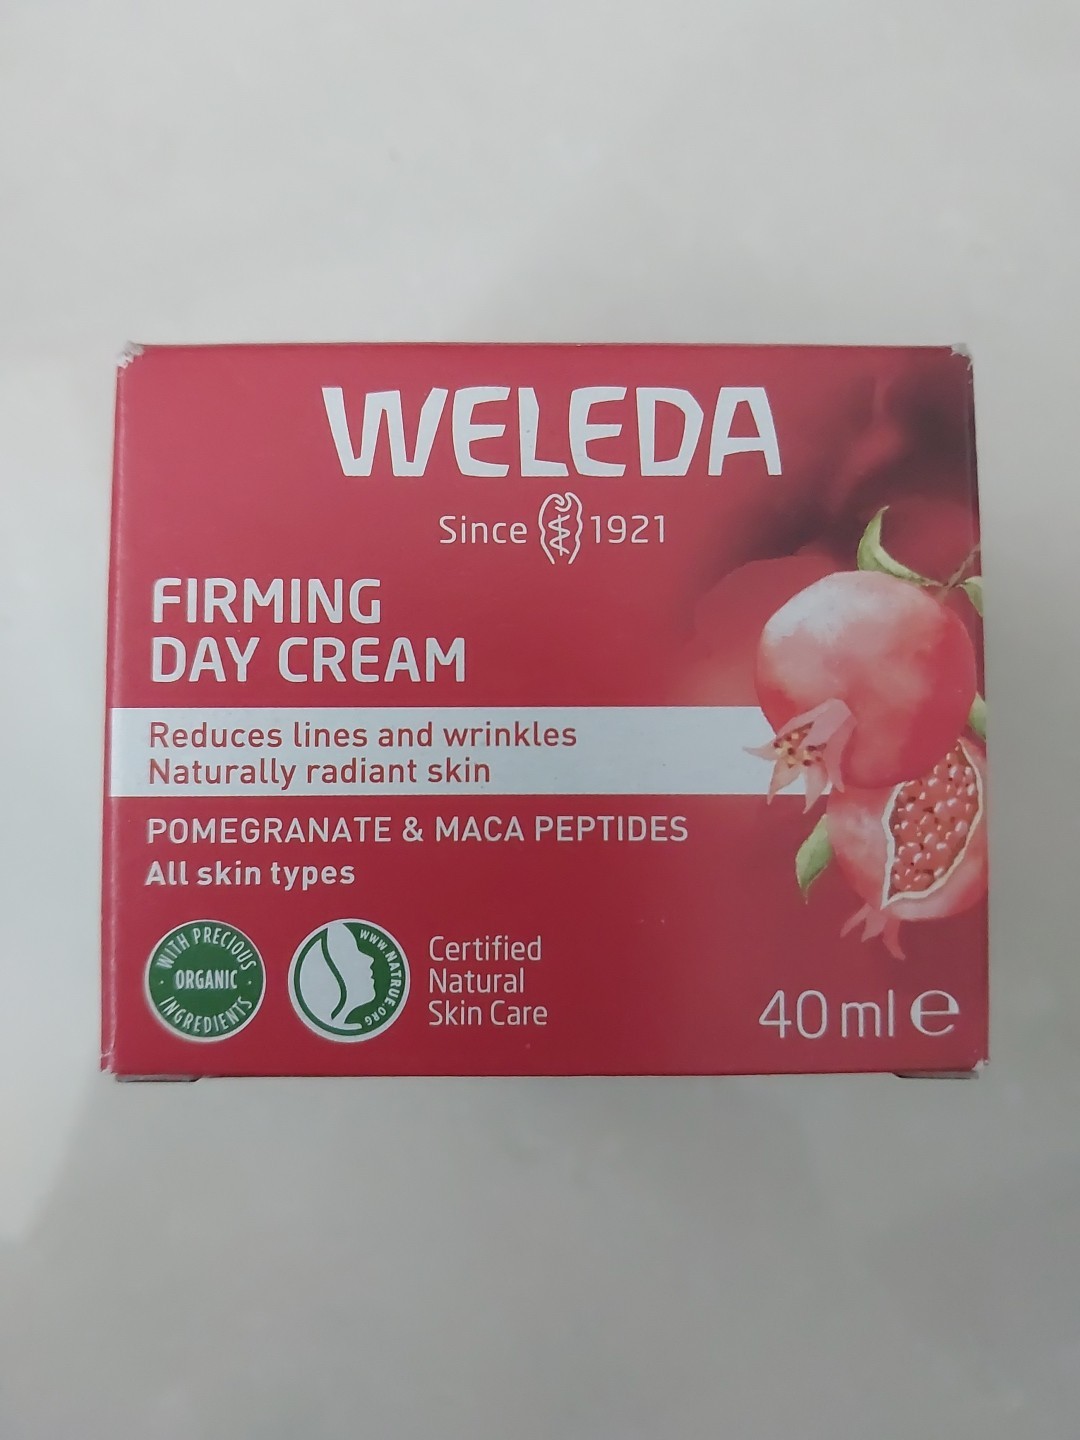 WELEDA
Since 1921
FIRMING
DAY CREAM
Reduces lines and wrinkles
Naturally radiant skin
POMEGRANATE & MACA PEPTIDES
All skin types
WITH PRECIOUS
ORGANIC
INGREDIENTS
WWW.NATRUE.ORG
Certified
Natural
Skin Care
40 ml e